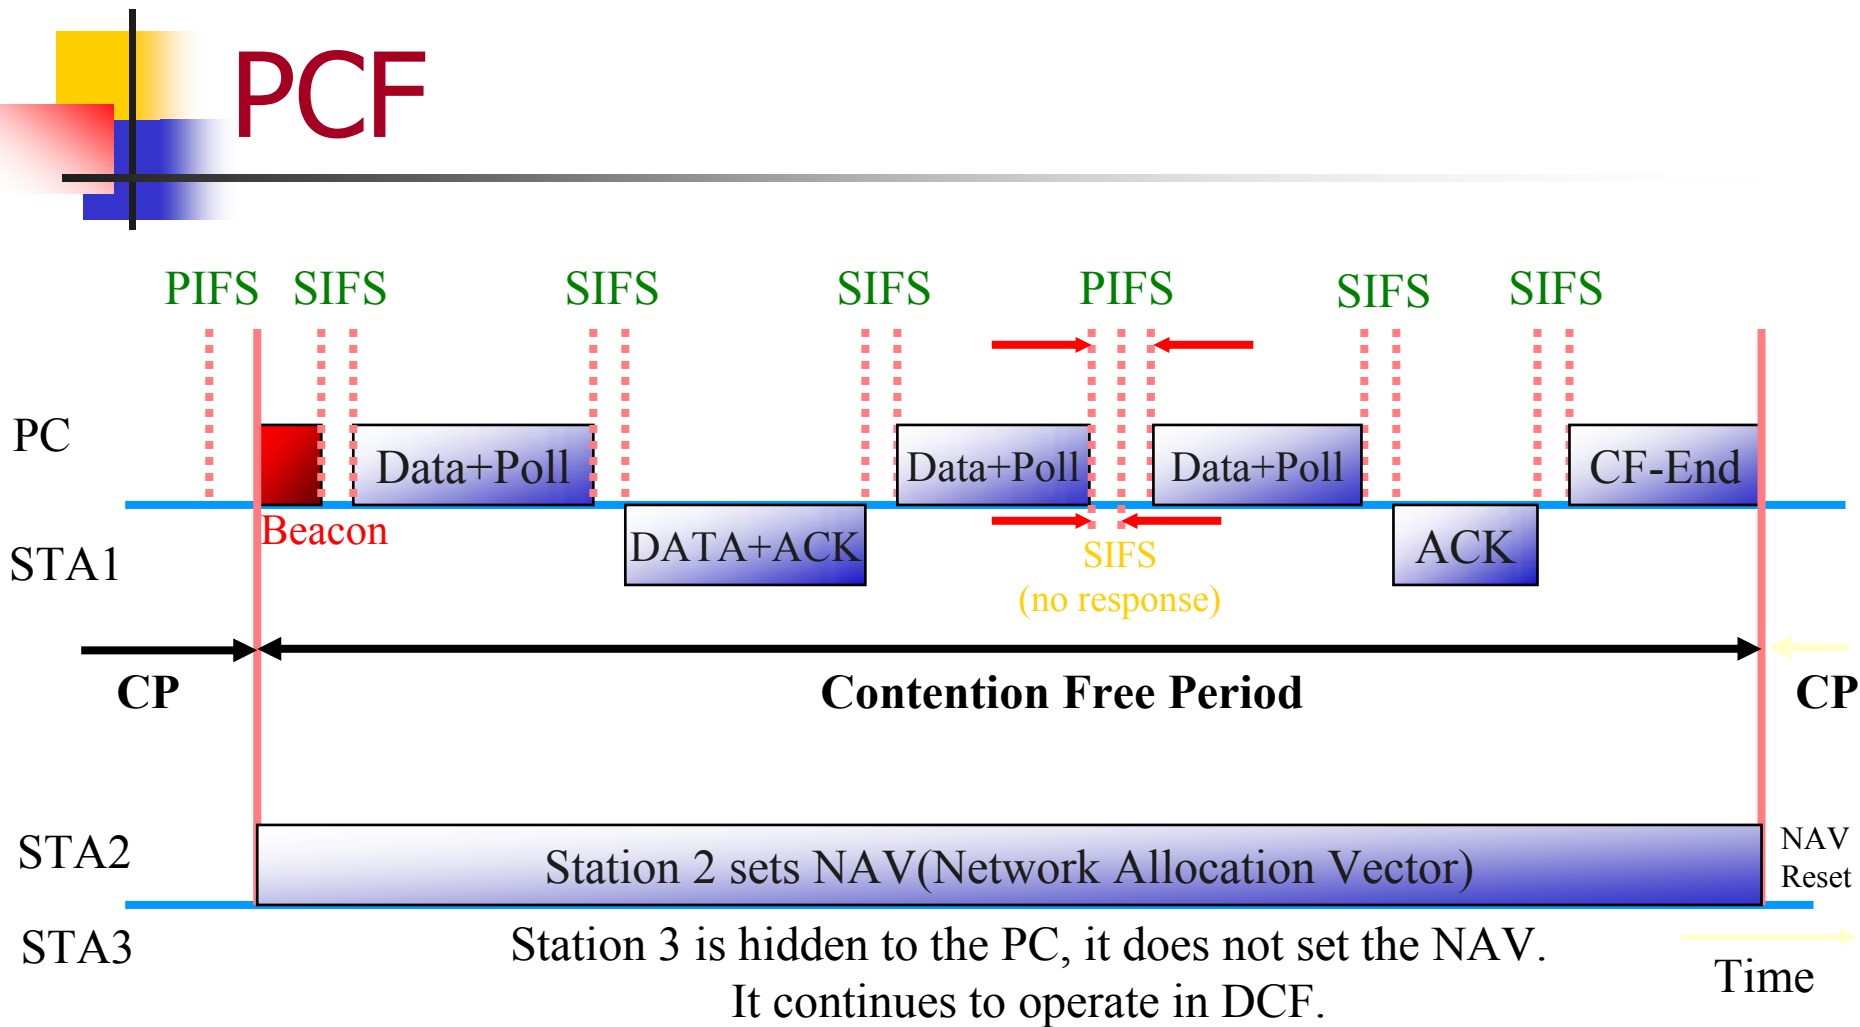 PCF
PIFS SIFS SIFS SIFS PIFS SIFS SIFS
PC
Data+Poll Data+Poll Data+Poll CF-End
Beacon
STA1
DATA+ACK ACK
SIFS
(no response)
CP Contention Free Period CP
STA2
Station 2 sets NAV(Network Allocation Vector)
NAV
Reset
STA3
Station 3 is hidden to the PC, it does not set the NAV.
It continues to operate in DCF.
Time